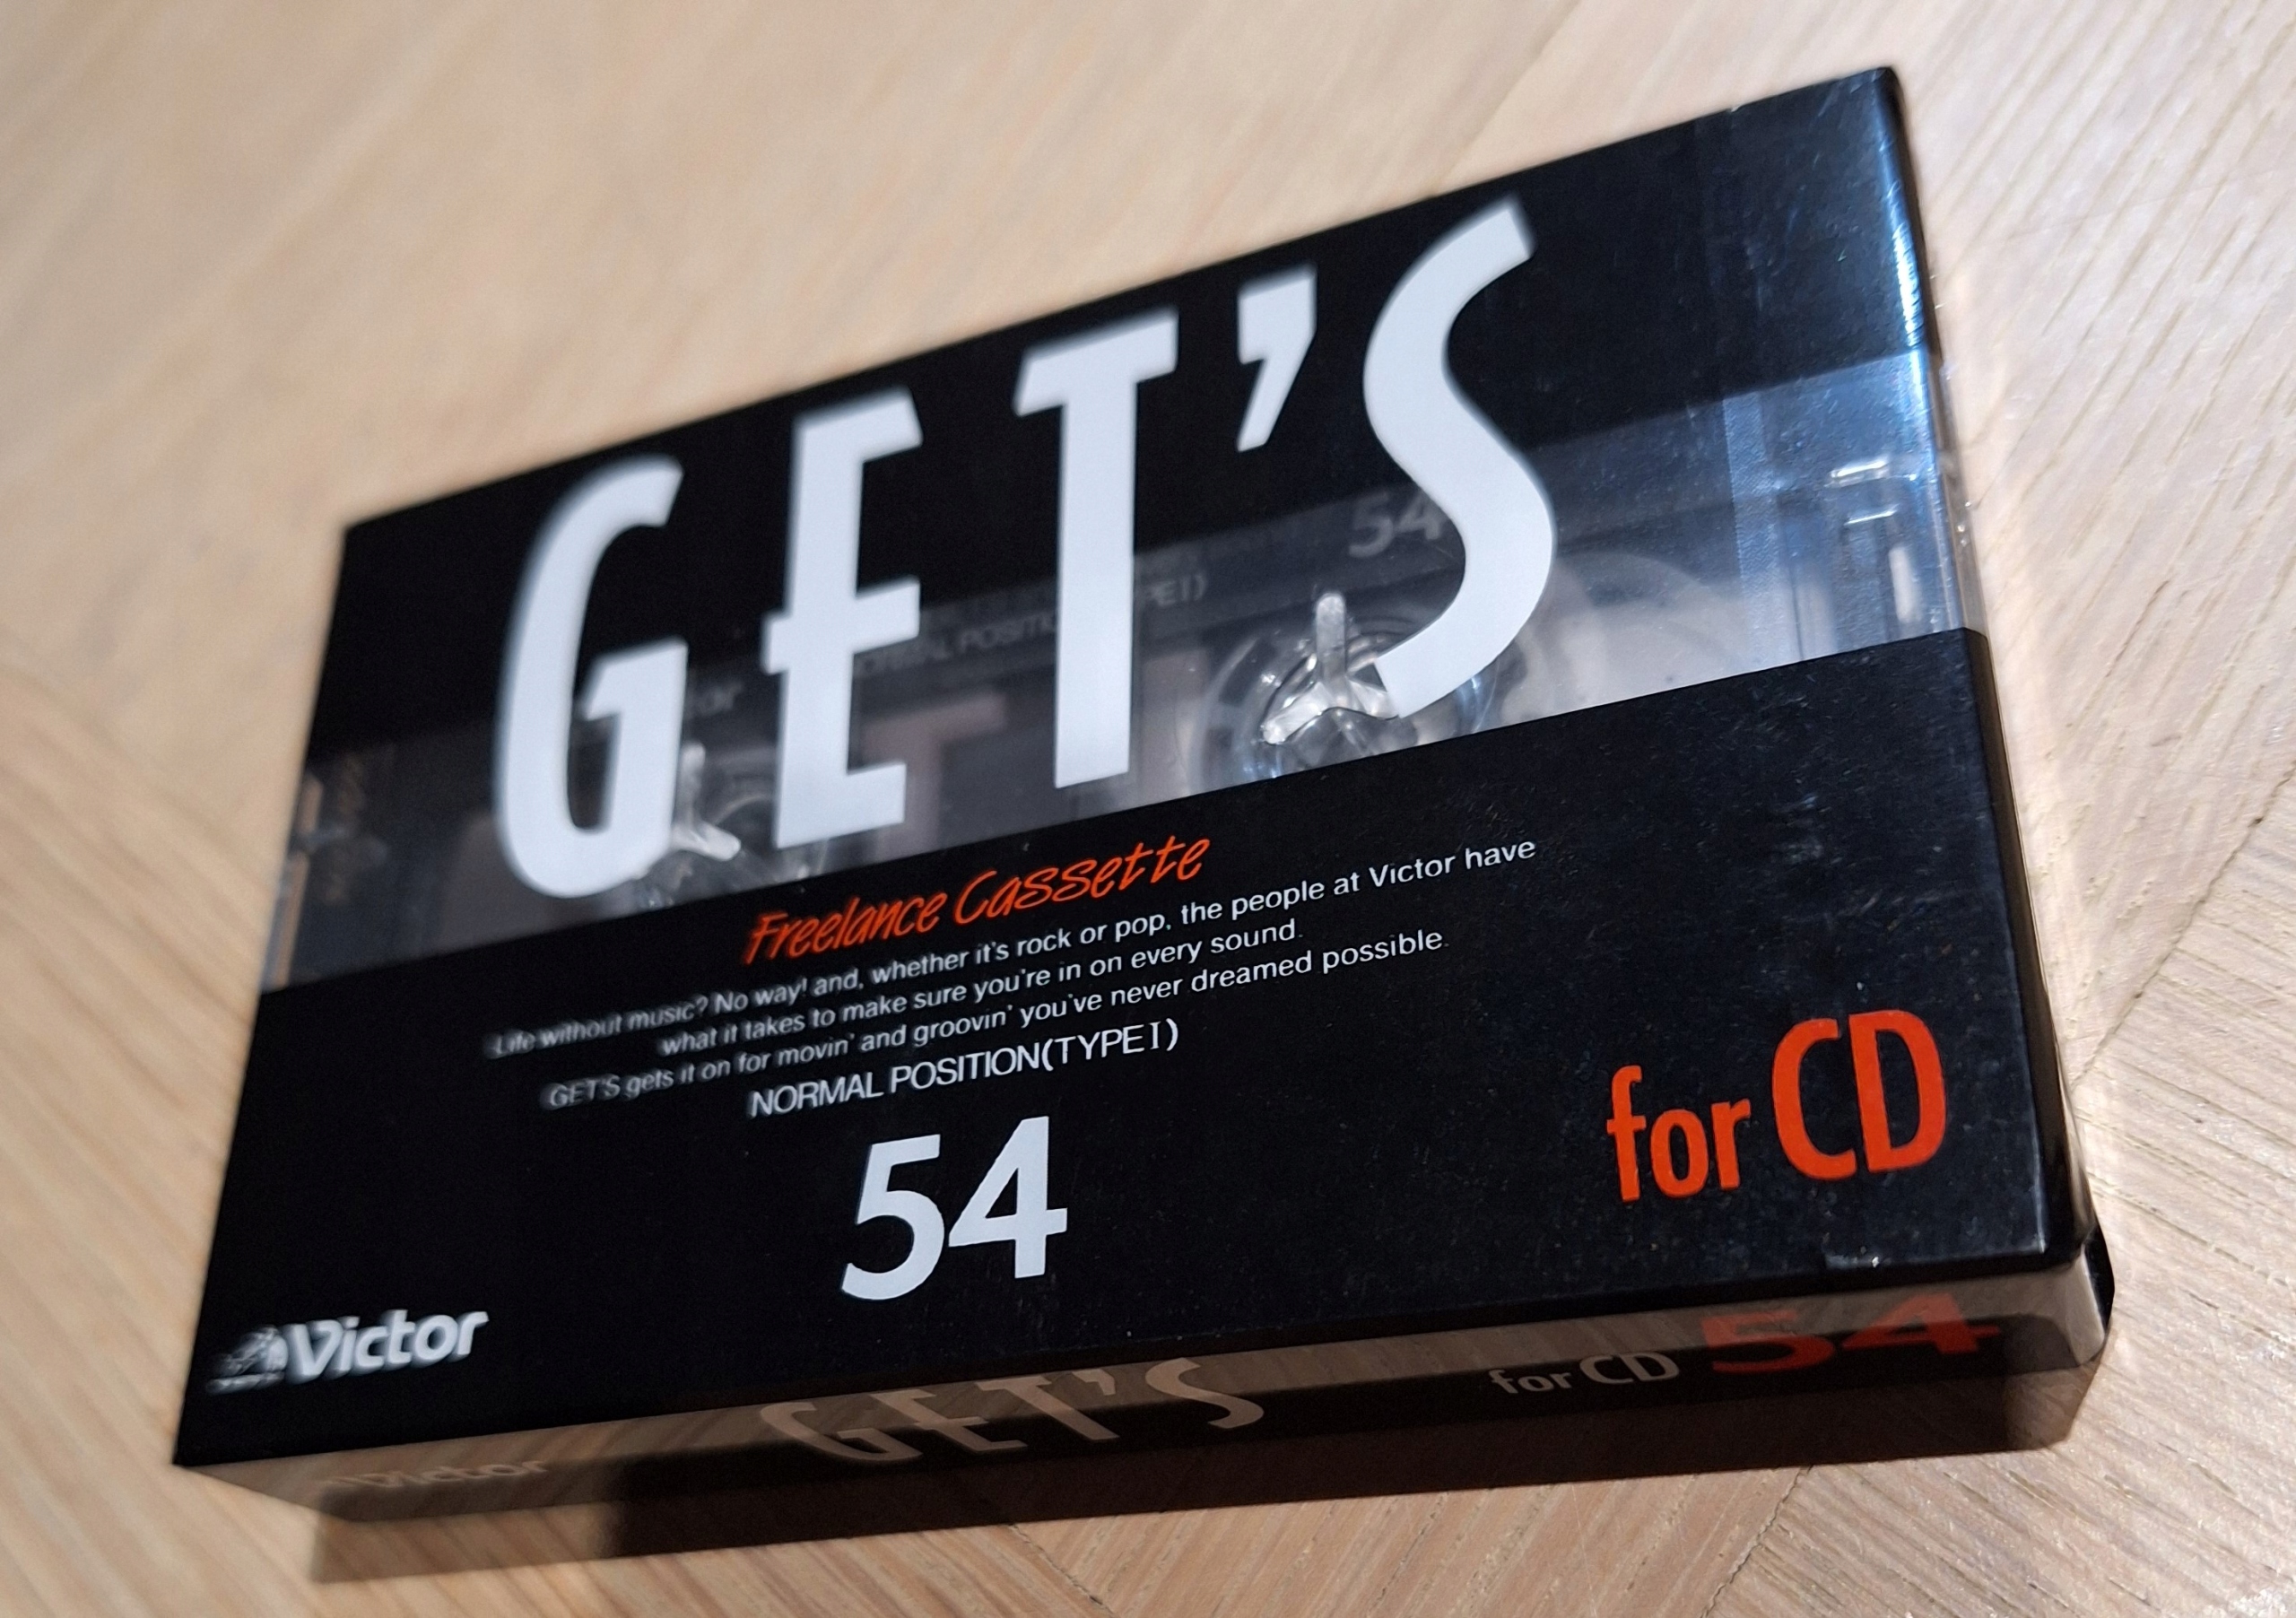 GET'S
54
NORMAL POSITION (TYPE I)
Freelance Cassette
Life without music? No way! and, whether it's rock or pop, the people at Victor have
what it takes to make sure you're in on every sound.
GET'S gets it on for movin' and groovin' you've never dreamed possible.
NORMAL POSITION(TYPE I)
54
for CD
Victor
Victor
GET'S
for CD
54